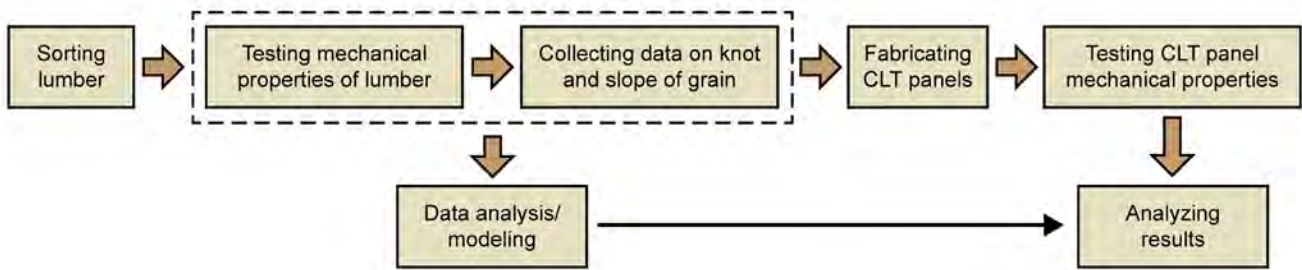 Sorting
lumber
Testing mechanical
properties of lumber
Collecting data on knot
and slope of grain
Fabricating
CLT panels
Testing CLT panel
mechanical properties
Data analysis/
modeling
Analyzing
results